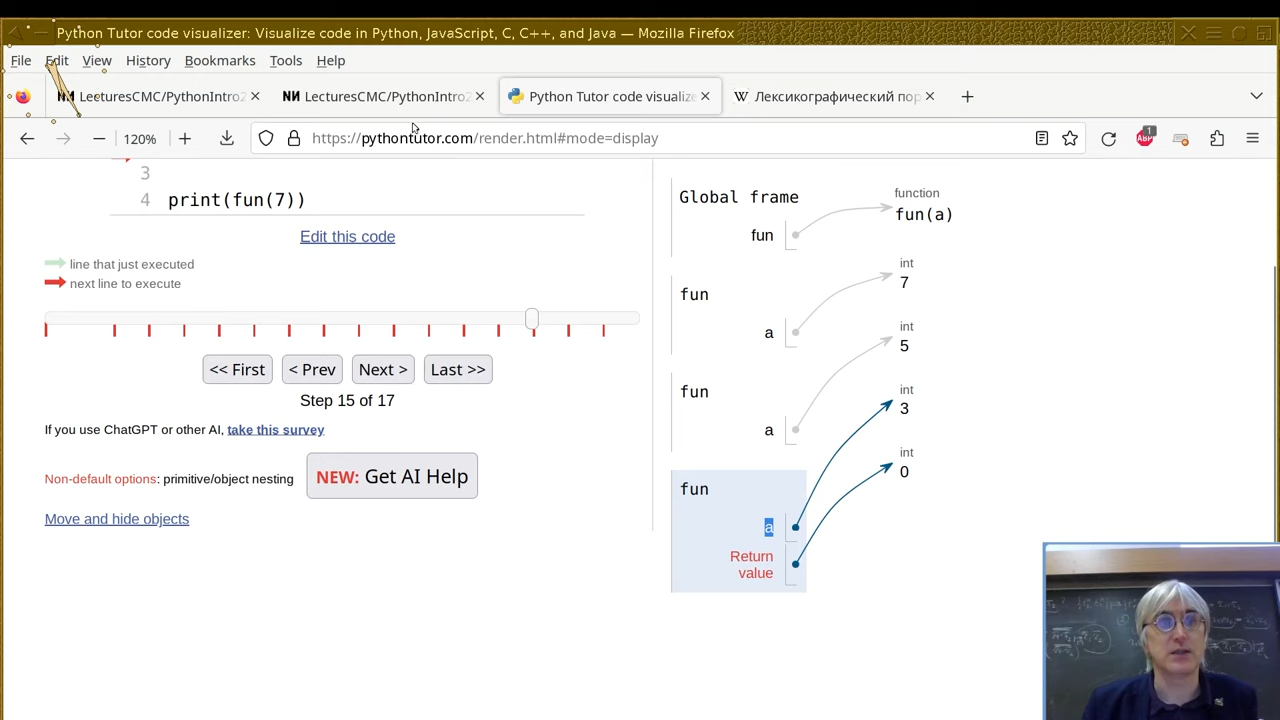 Python Tutor code visualizer: Visualize code in Python, JavaScript, C, C++, and Java — Mozilla Firefox
File Edit View History Bookmarks Tools Help
LecturesCMC/PythonIntro2
LecturesCMC/PythonIntro2
Python Tutor code visualize
Лексикографический пор
120%
https://pythontutor.com/render.html#mode=display
1
ABP
3
4 print(fun(7))
Edit this code
line that just executed
next line to execute
<< First < Prev Next > Last >>
Step 15 of 17
If you use ChatGPT or other AI, take this survey
Non-default options: primitive/object nesting
NEW: Get AI Help
Move and hide objects
Global frame
fun
function
fun(a)
fun
a
int
7
fun
a
int
5
fun
a
Return
value
int
3
int
0